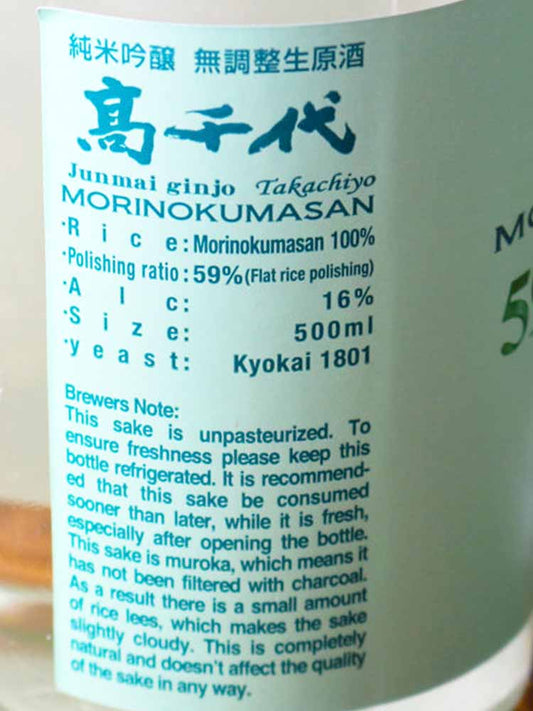 純米吟醸 無調整生原酒
髙千代
Junmai ginjo Takachiyo
MORINOKUMASAN
·Rice:Morinokumasan 100%
·Polishing ratio:59%(Flat rice polishing)
·Alc: 16%
·Size: 500ml
·yeast: Kyokai 1801
Brewers Note:
This sake is unpasteurized. To
ensure freshness please keep this
bottle refrigerated. It is recommend-
ed that this sake be consumed
sooner than later, while it is fresh,
especially after opening the bottle.
This sake is muroka, which means it
has not been filtered with charcoal.
As a result there is a small amount
of rice lees, which makes the sake
slightly cloudy. This is completely
natural and doesn't affect the quality
of the sake in any way.